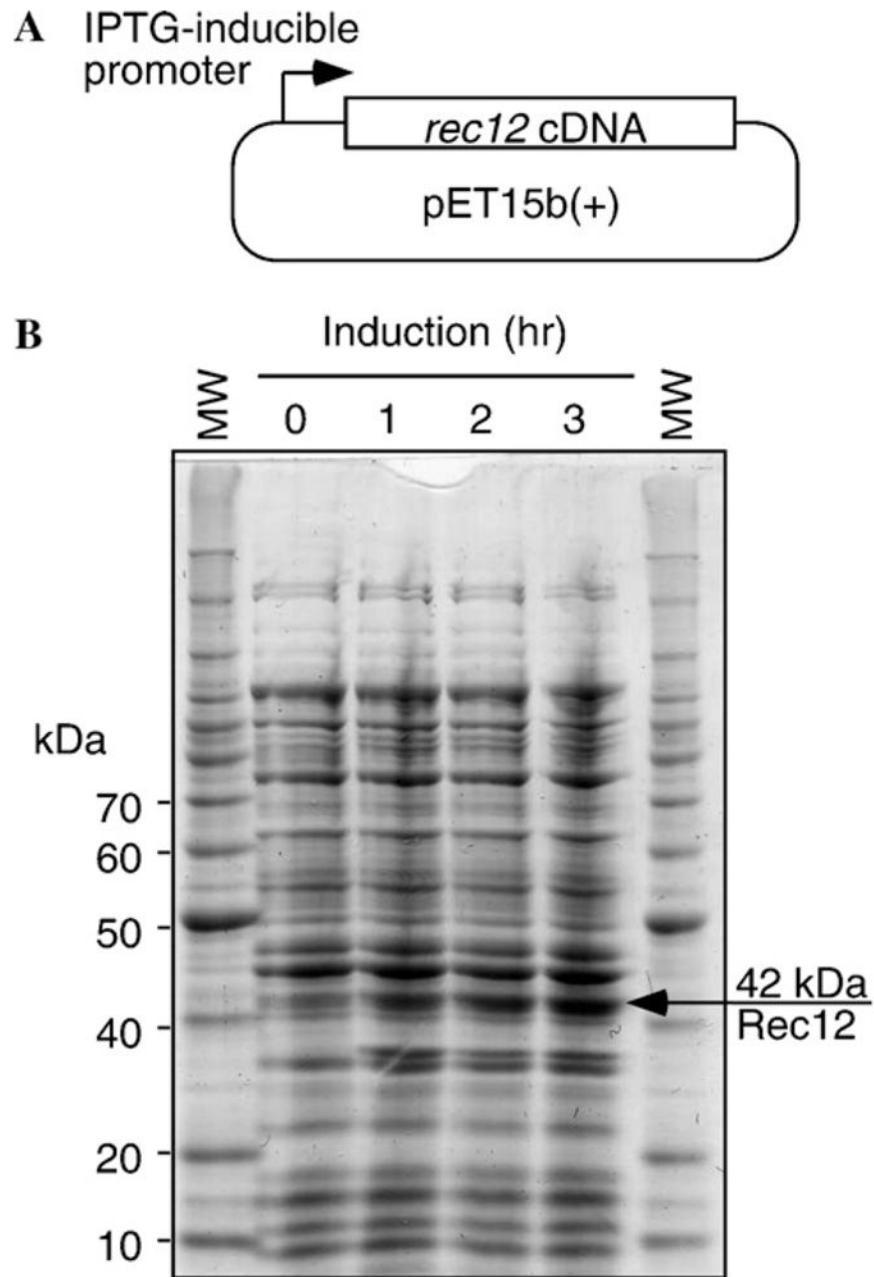 A IPTG-inducible
promoter
rec12 cDNA
pET15b(+)
B Induction (hr)
MW 0 1 2 3 MW
kDa
70
60
50
42 kDa
Rec12
40
20
10